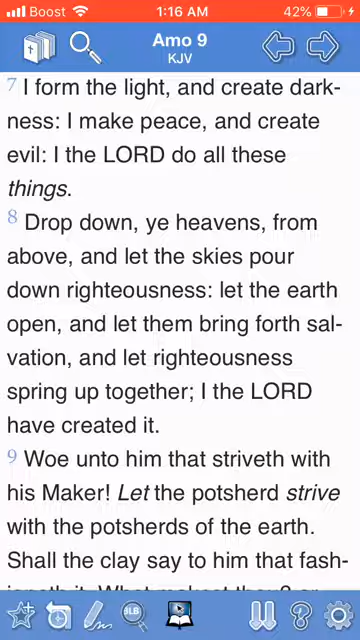 Boost 1:16 AM 42%
Amo 9
KJV
7 I form the light, and create dark-
ness: I make peace, and create
evil: I the LORD do all these
things.
8 Drop down, ye heavens, from
above, and let the skies pour
down righteousness: let the earth
open, and let them bring forth sal-
vation, and let righteousness
spring up together; I the LORD
have created it.
9 Woe unto him that striveth with
his Maker! Let the potsherd strive
with the potsherds of the earth.
Shall the clay say to him that fash-
BLB